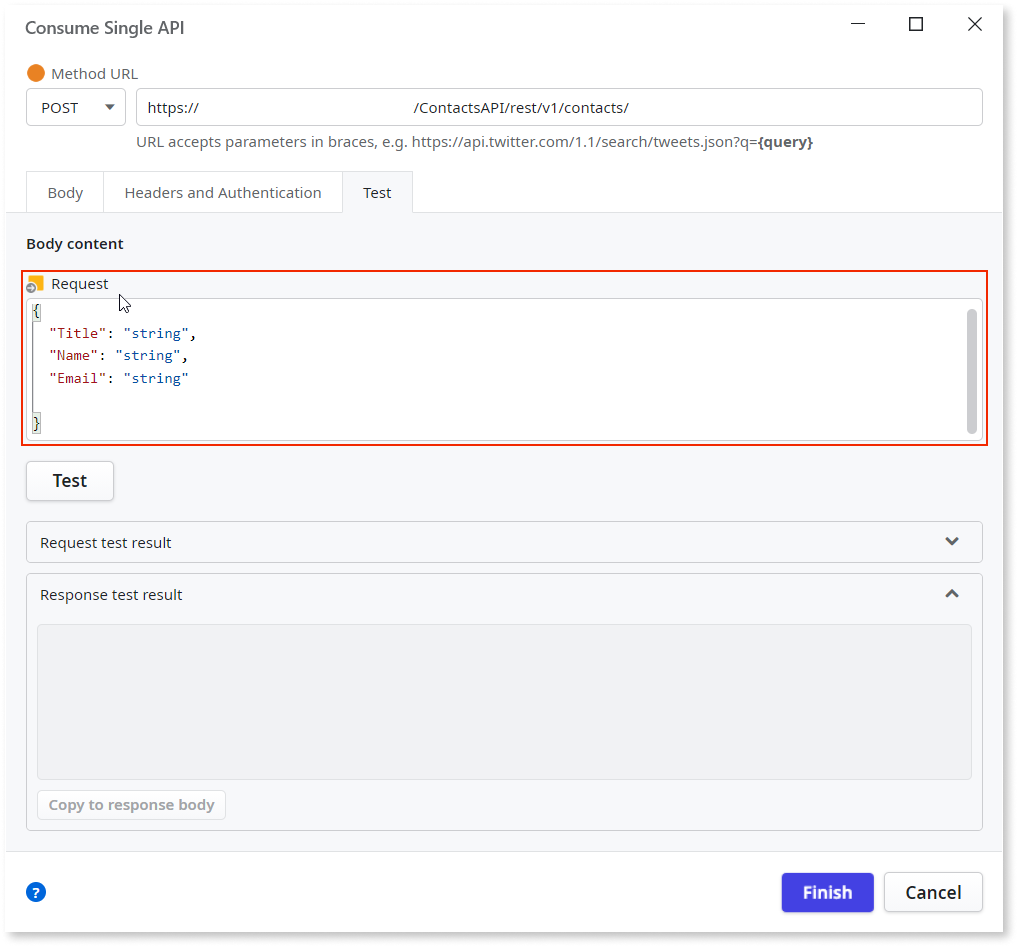 Consume Single API
Method URL
POST https:// /ContactsAPI/rest/v1/contacts/
URL accepts parameters in braces, e.g. https://api.twitter.com/1.1/search/tweets.json?q={query}
Body Headers and Authentication Test
Body content
Request
{
"Title": "string",
"Name": "string",
"Email": "string"
}
Test
Request test result
Response test result
Copy to response body
? Finish Cancel